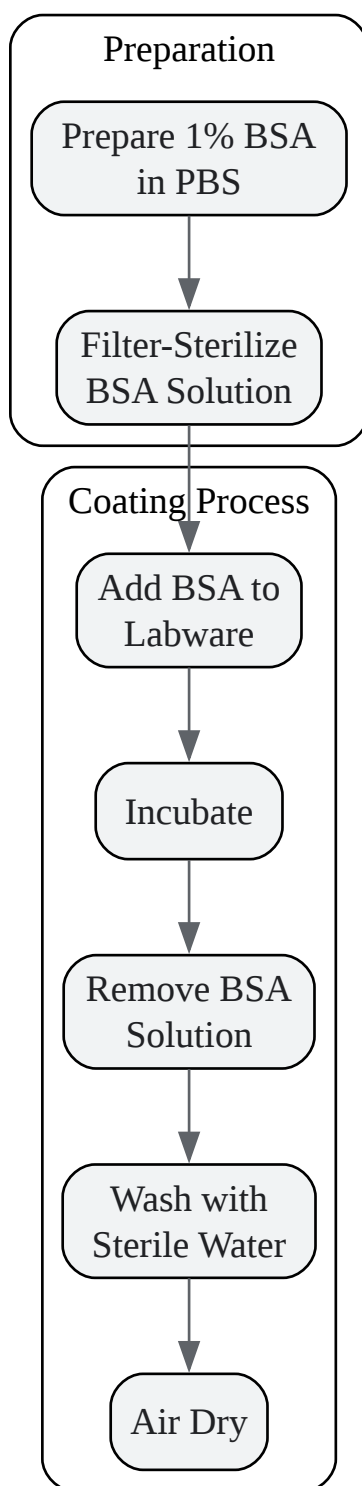 Preparation
Prepare 1% BSA
in PBS
Filter-Sterilize
BSA Solution
Coating Process
Add BSA to
Labware
Incubate
Remove BSA
Solution
Wash with
Sterile Water
Air Dry